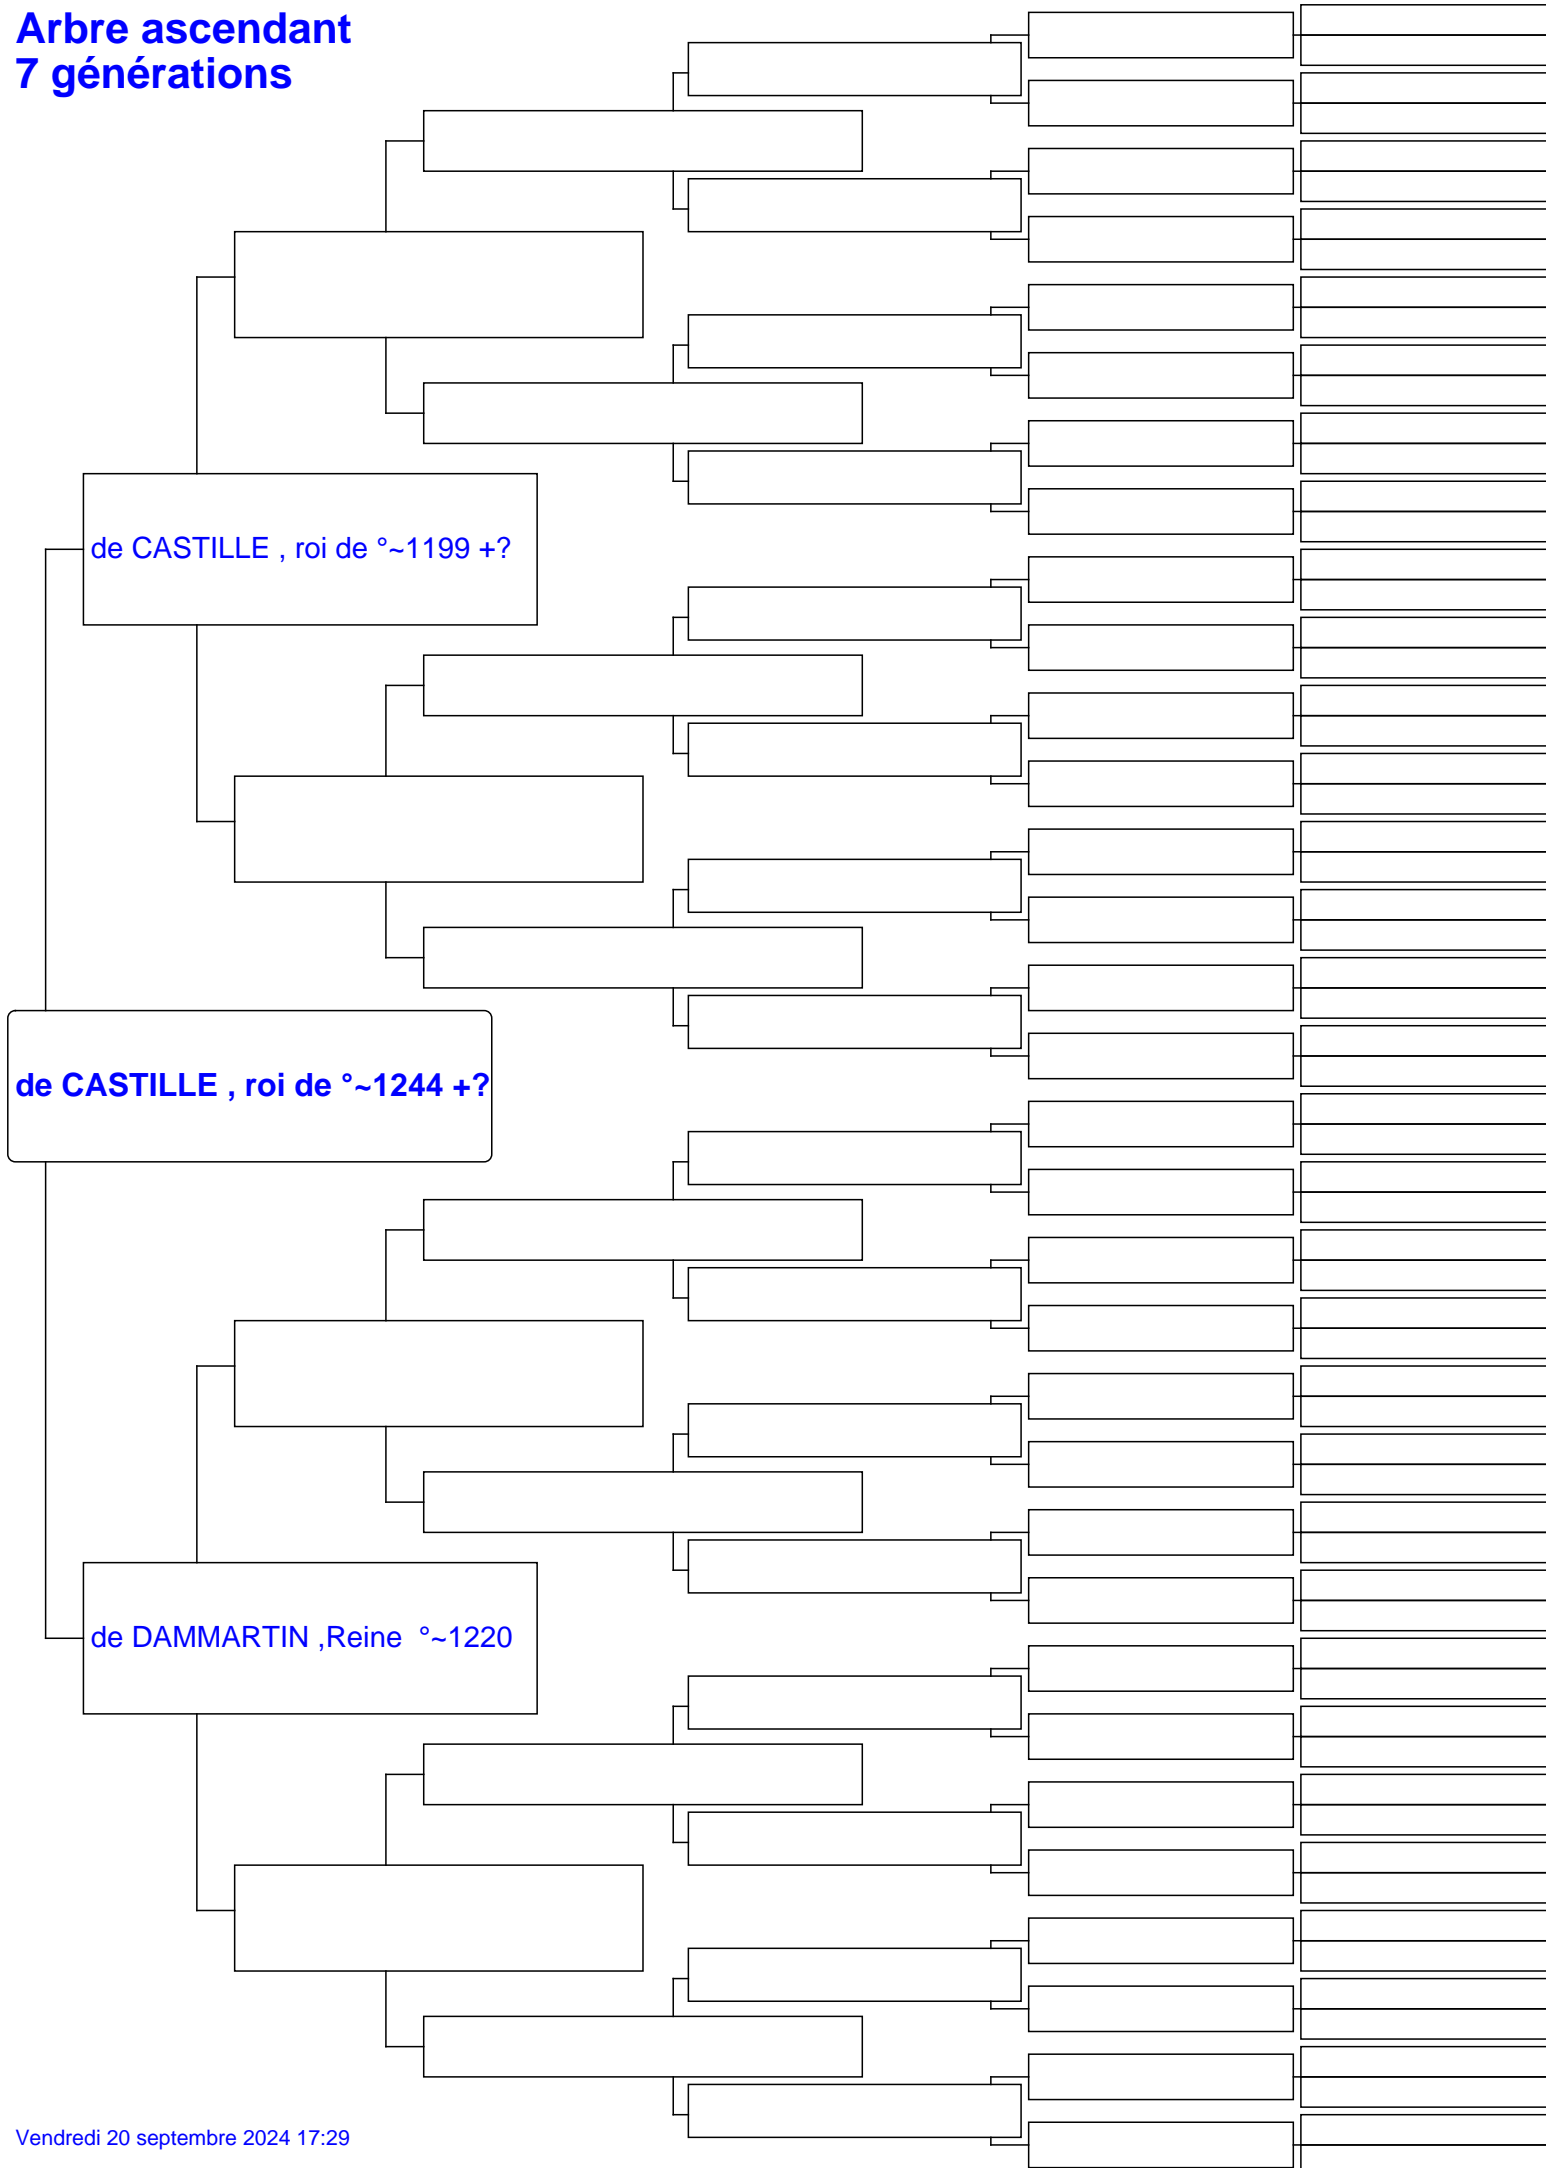 Arbre ascendant
7 générations
de CASTILLE , roi de °~1199 +?
de CASTILLE , roi de °~1244 +?
de DAMMARTIN ,Reine  °~1220
Vendredi 20 septembre 2024 17:29